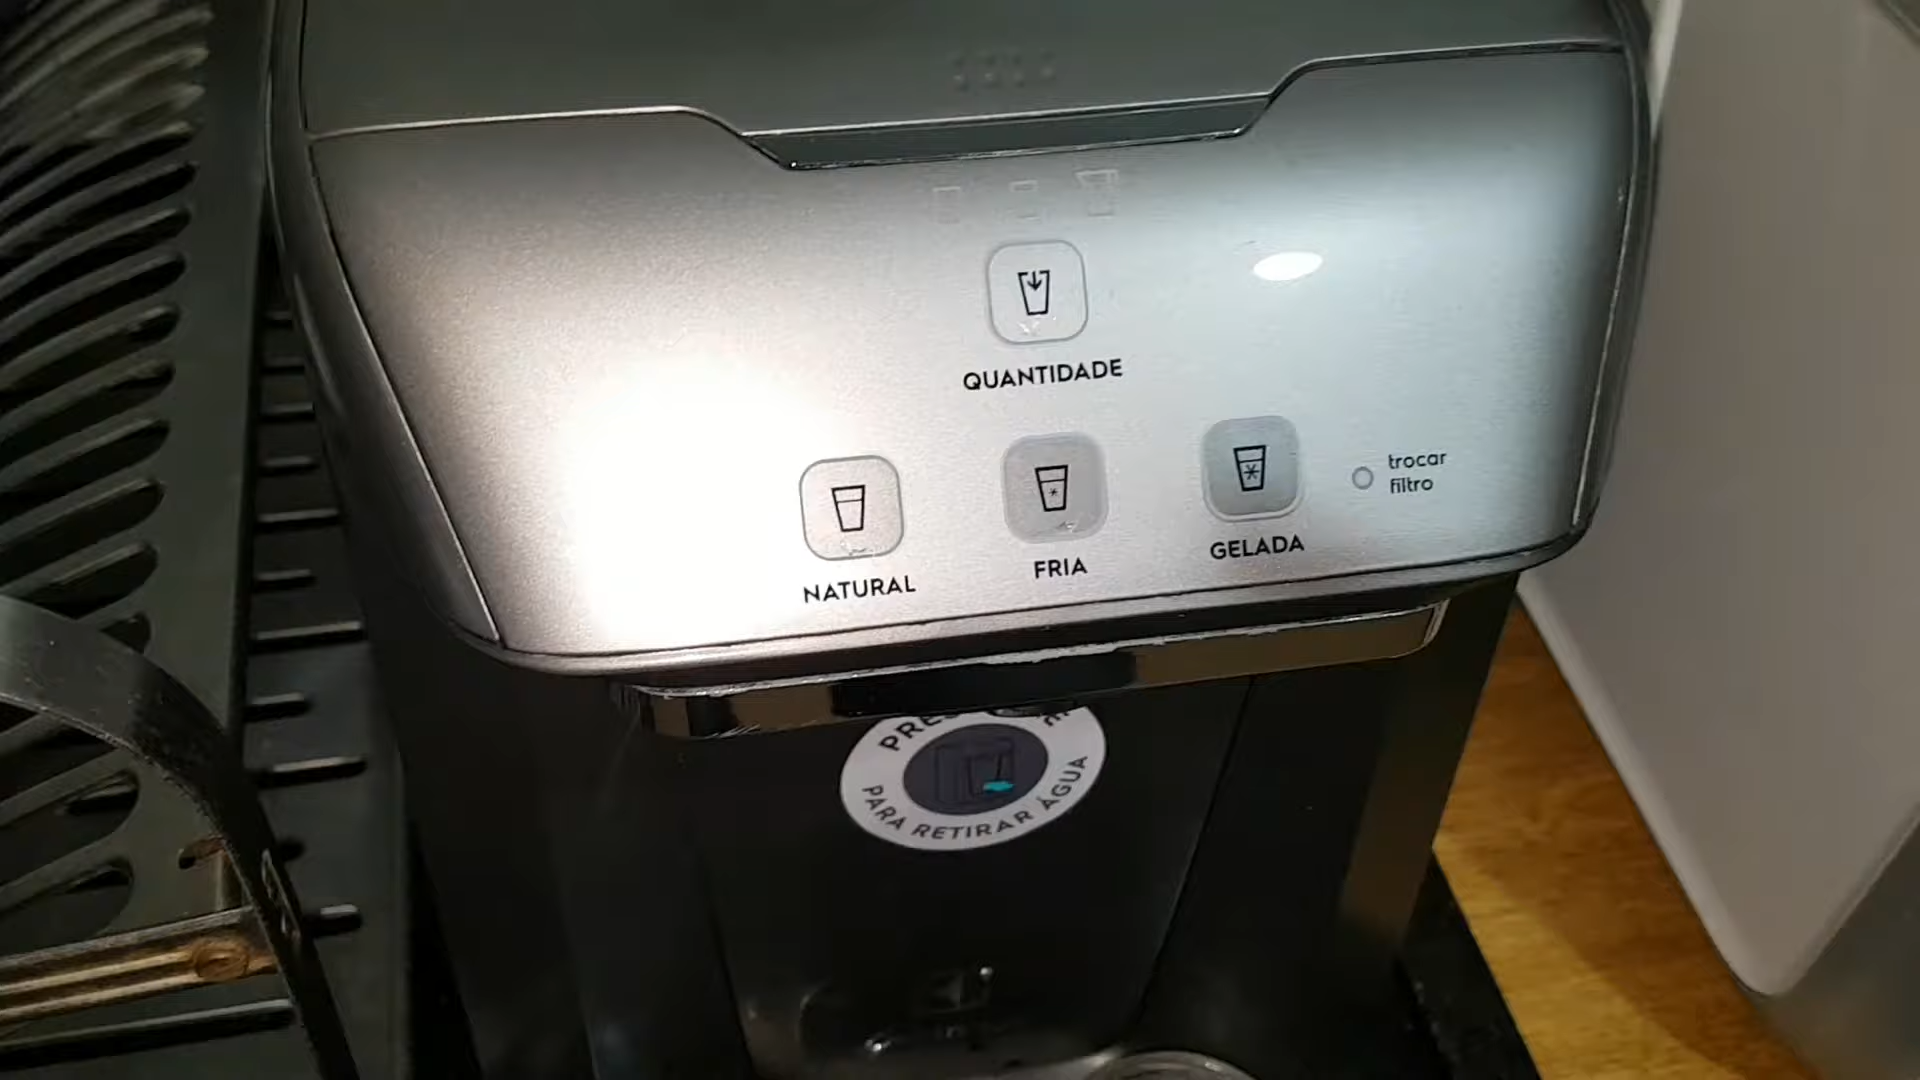 QUANTIDADE
NATURAL
FRIA
GELADA
trocar
filtro
PARA RETIRAR ÁGUA